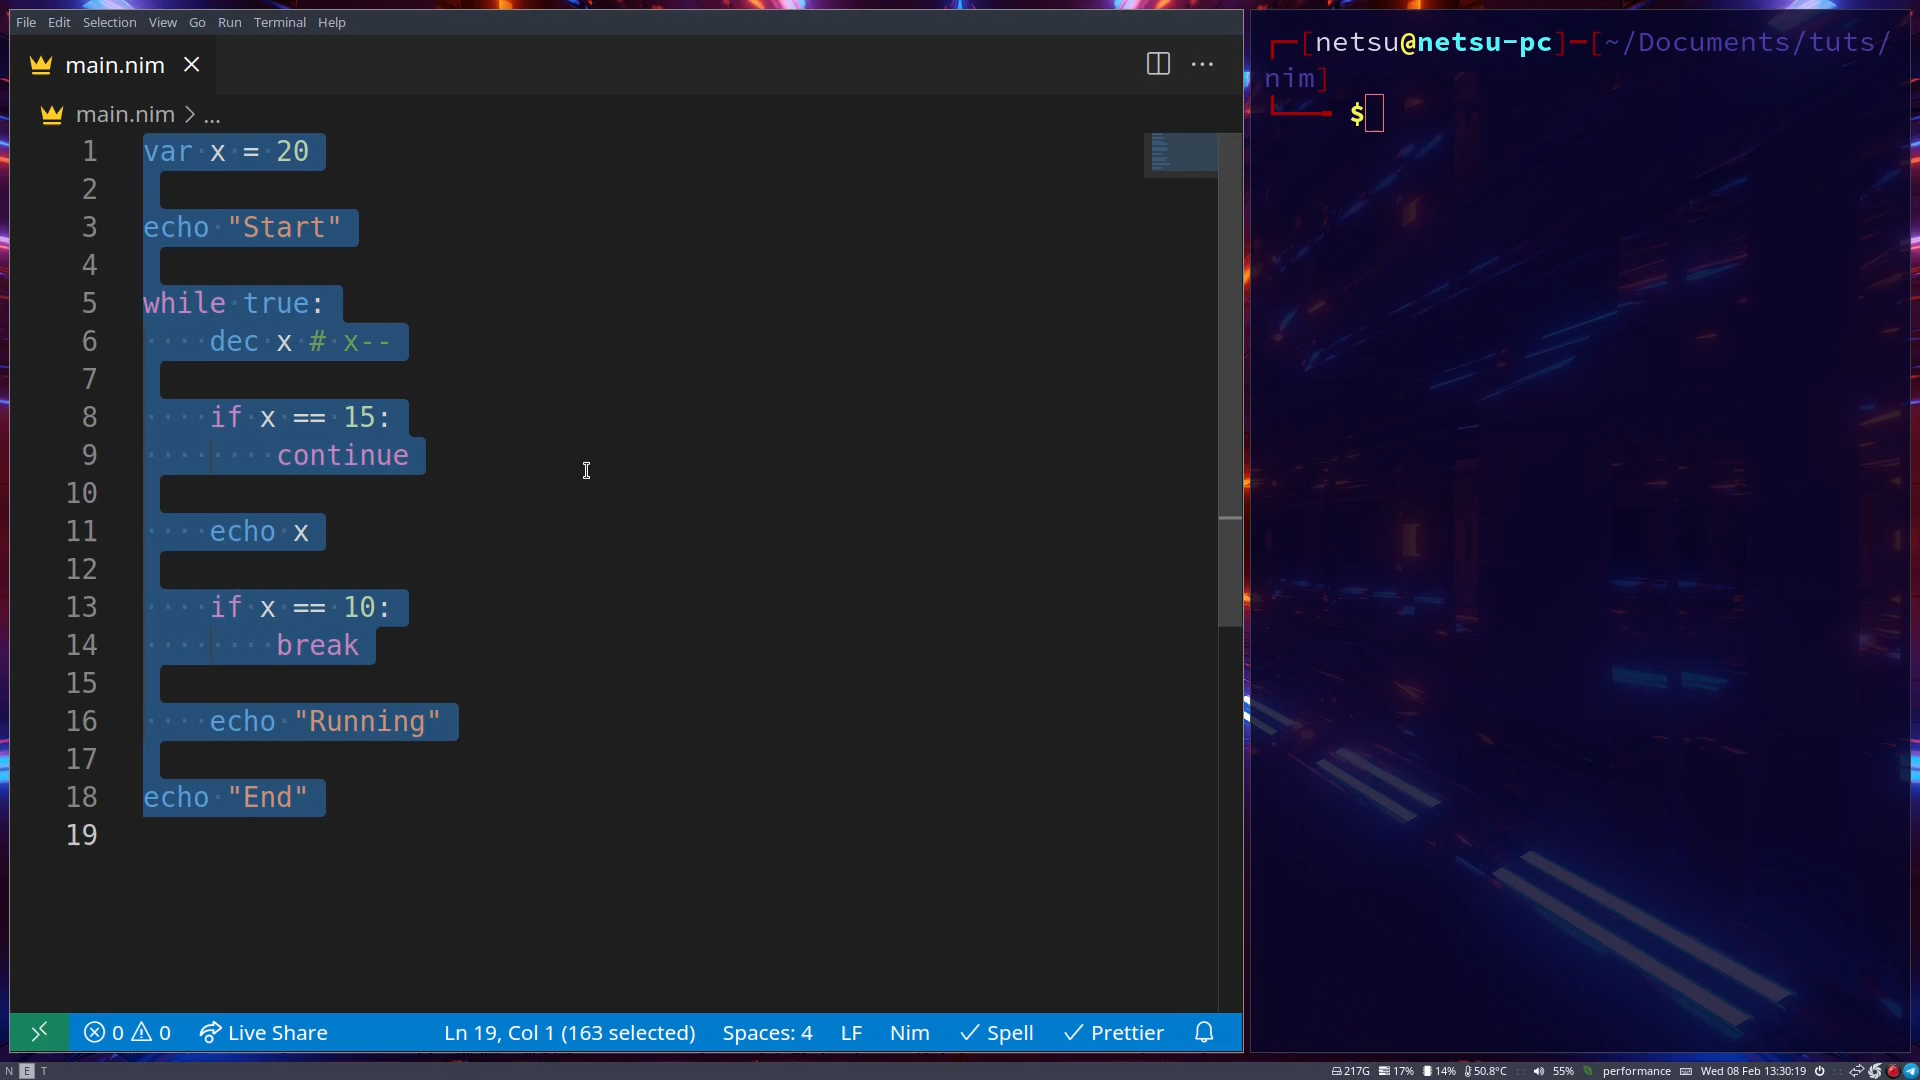 File Edit Selection View Go Run Terminal Help
main.nim
main.nim > ...
1 var x = 20
2
3 echo "Start"
4
5 while true:
6 dec x # x--
7
8 if x == 15:
9 continue
10
11 echo x
12
13 if x == 10:
14 break
15
16 echo "Running"
17
18 echo "End"
19
0 0 Live Share Ln 19, Col 1 (163 selected) Spaces: 4 LF Nim Spell Prettier
[netsu@netsu-pc]-[~/Documents/tuts/
nim]
$
N E T 217G 17% 14% 50.8°C 55% performance Wed 08 Feb 13:30:19